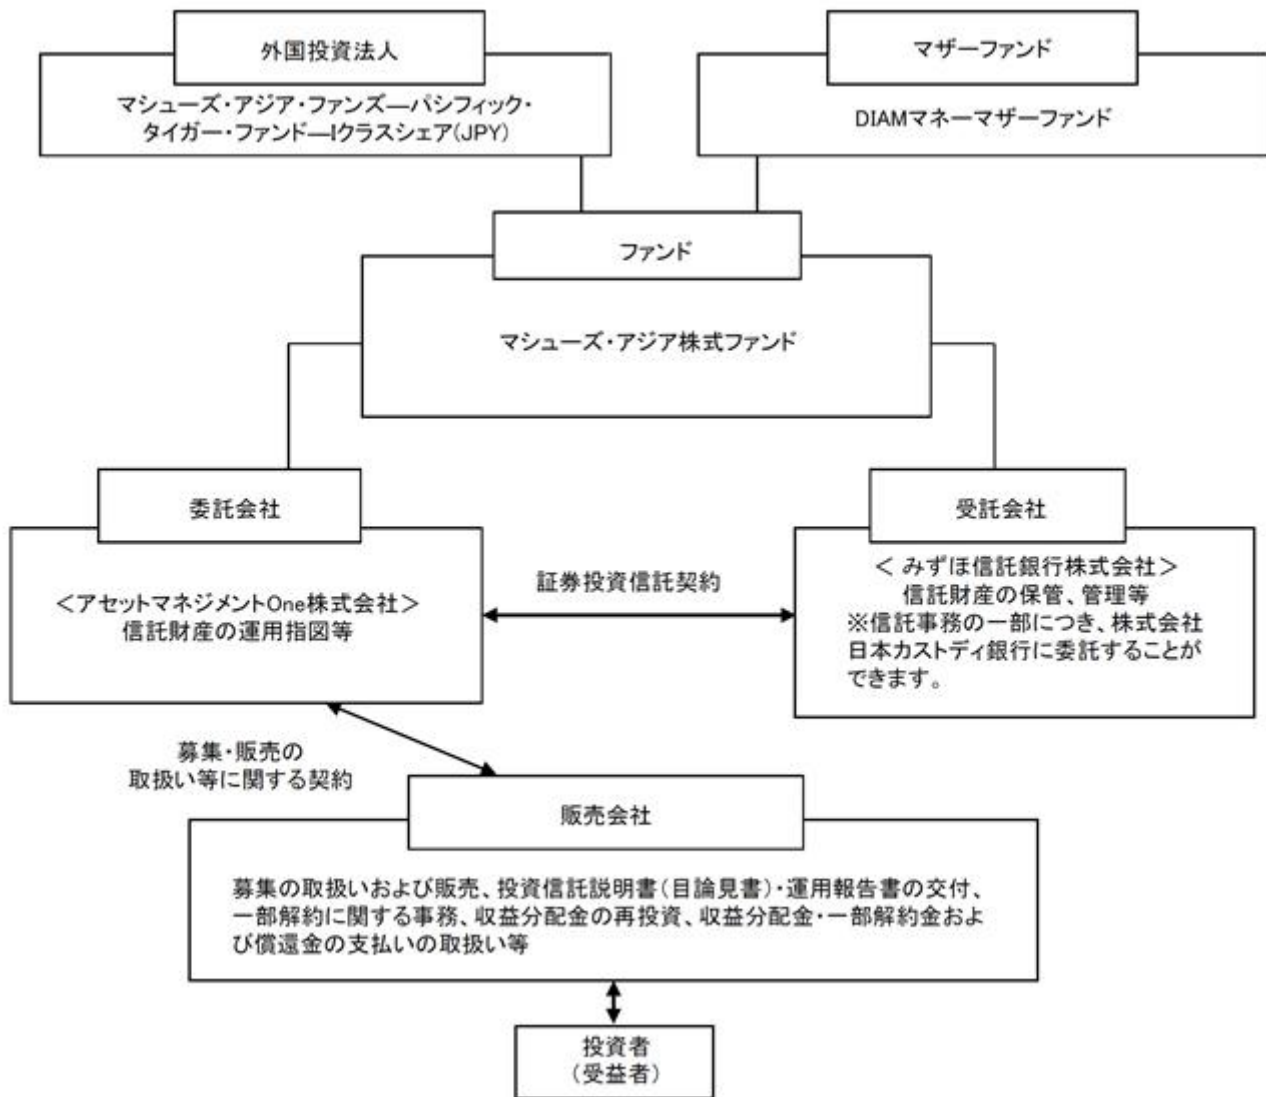 外国投資法人
マシューズ・アジア・ファンズ―パシフィック・
タイガー・ファンド―Iクラスシェア(JPY)
マザーファンド
DIAMマネーマザーファンド
ファンド
マシューズ・アジア株式ファンド
委託会社
＜アセットマネジメントOne株式会社＞
信託財産の運用指図等
証券投資信託契約
受託会社
＜ みずほ信託銀行株式会社＞
信託財産の保管、管理等
※信託事務の一部につき、株式会社
日本カストディ銀行に委託することが
できます。
募集・販売の
取扱い等に関する契約
販売会社
募集の取扱いおよび販売、投資信託説明書(目論見書)・運用報告書の交付、
一部解約に関する事務、収益分配金の再投資、収益分配金・一部解約金およ
び償還金の支払いの取扱い等
投資者
(受益者)